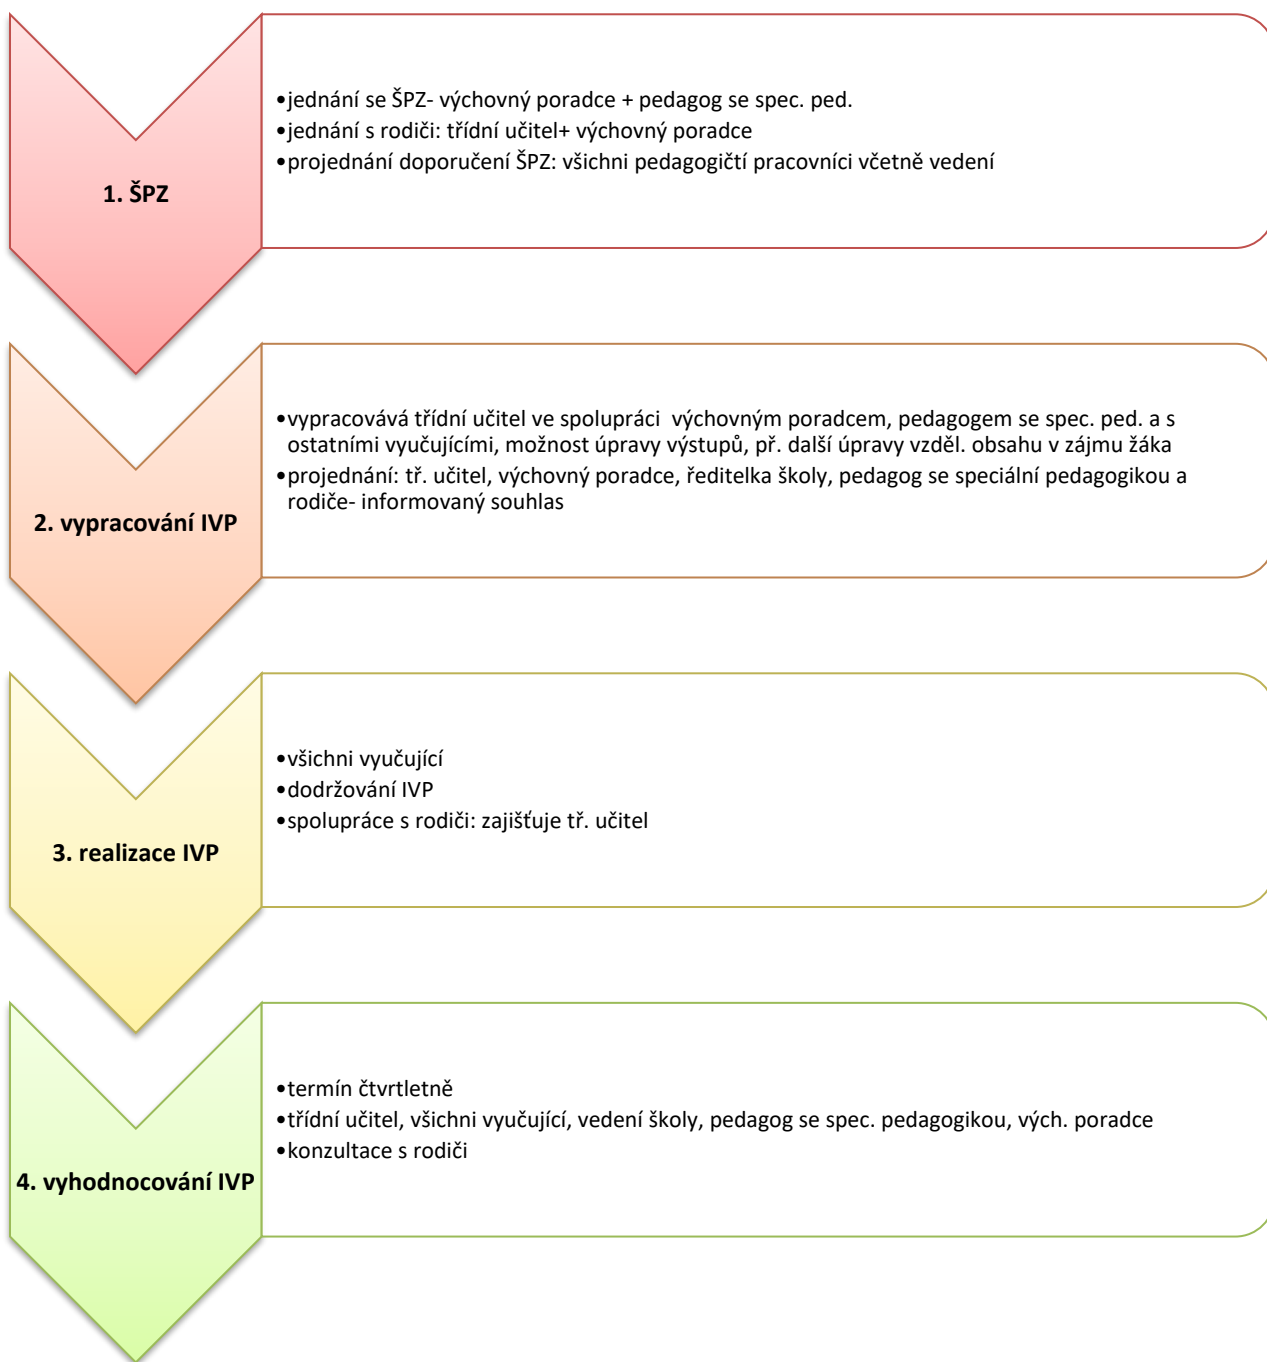 1. ŠPZ
•jednání se ŠPZ- výchovný poradce + pedagog se spec. ped.
•jednání s rodiči: třídní učitel+ výchovný poradce
•projednání doporučení ŠPZ: všichni pedagogičtí pracovníci včetně vedení
2. vypracování IVP
•vypracovává třídní učitel ve spolupráci  výchovným poradcem, pedagogem se spec. ped. a s
ostatními vyučujícími, možnost úpravy výstupů, př. další úpravy vzděl. obsahu v zájmu žáka
•projednání: tř. učitel, výchovný poradce, ředitelka školy, pedagog se speciální pedagogikou a
rodiče- informovaný souhlas
3. realizace IVP
•všichni vyučující
•dodržování IVP
•spolupráce s rodiči: zajišťuje tř. učitel
4. vyhodnocování IVP
•termín čtvrtletně
•třídní učitel, všichni vyučující, vedení školy, pedagog se spec. pedagogikou, vých. poradce
•konzultace s rodiči